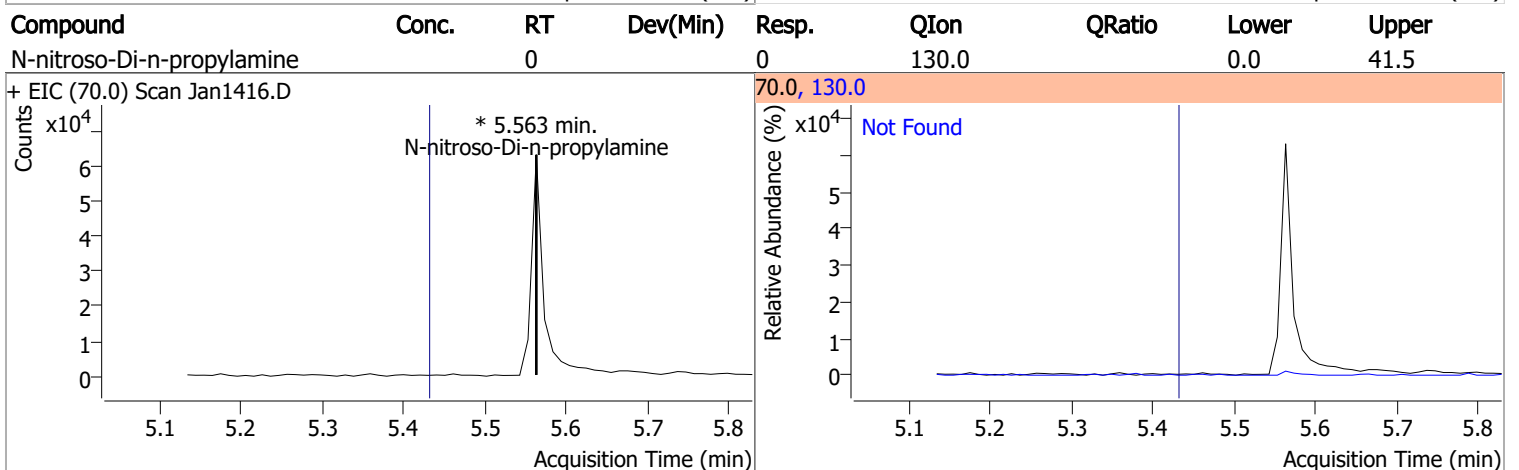 Compound Conc. RT Dev(Min) Resp. QIon QRatio Lower Upper
N-nitroso-Di-n-propylamine 0 0 130.0 0.0 41.5
+ EIC (70.0) Scan Jan1416.D
70.0, 130.0
Counts
x10⁴
* 5.563 min.
N-nitroso-Di-n-propylamine
6
5
4
3
2
1
0
5.1 5.2 5.3 5.4 5.5 5.6 5.7 5.8
Acquisition Time (min)
Relative Abundance (%)
x10⁴
Not Found
5
4
3
2
1
0
5.1 5.2 5.3 5.4 5.5 5.6 5.7 5.8
Acquisition Time (min)